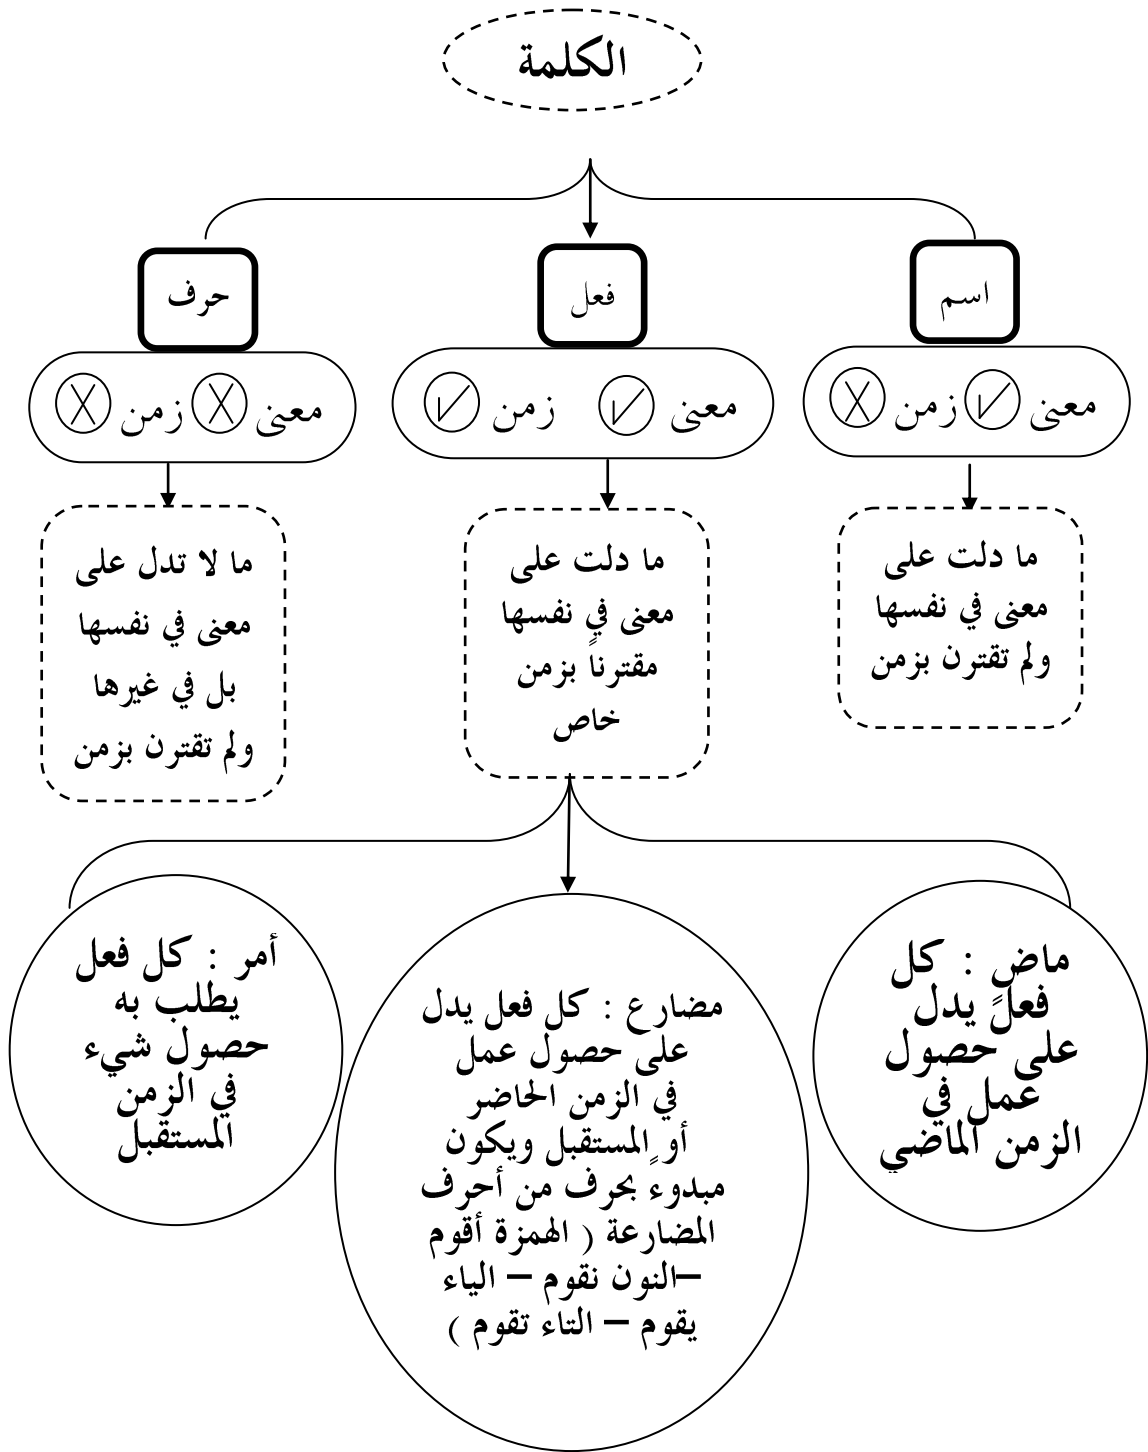 الكلمة
اسم
فعل
حرف
معنى زمن
معنى زمن
معنى زمن
ما دلت على
معنى في نفسها
ولم تقترن بزمن
ما دلت على
معنى في نفسها
مقترناً بزمن
خاص
ما لا تدل على
معنى في نفسها
بل في غيرها
ولم تقترن بزمن
ماضٍ : كل
فعلٍ يدل
على حصول
عمل في
الزمن الماضي
مضارع : كل فعل يدل
على حصول عمل
في الزمن الحاضر
أو المستقبل ويكون
مبدوءً بحرف من أحرف
المضارعة ( الهمزة أقوم
–النون نقوم – الياء
يقوم – التاء تقوم )
أمر : كل فعل
يطلب به
حصول شيء
في الزمن
المستقبل